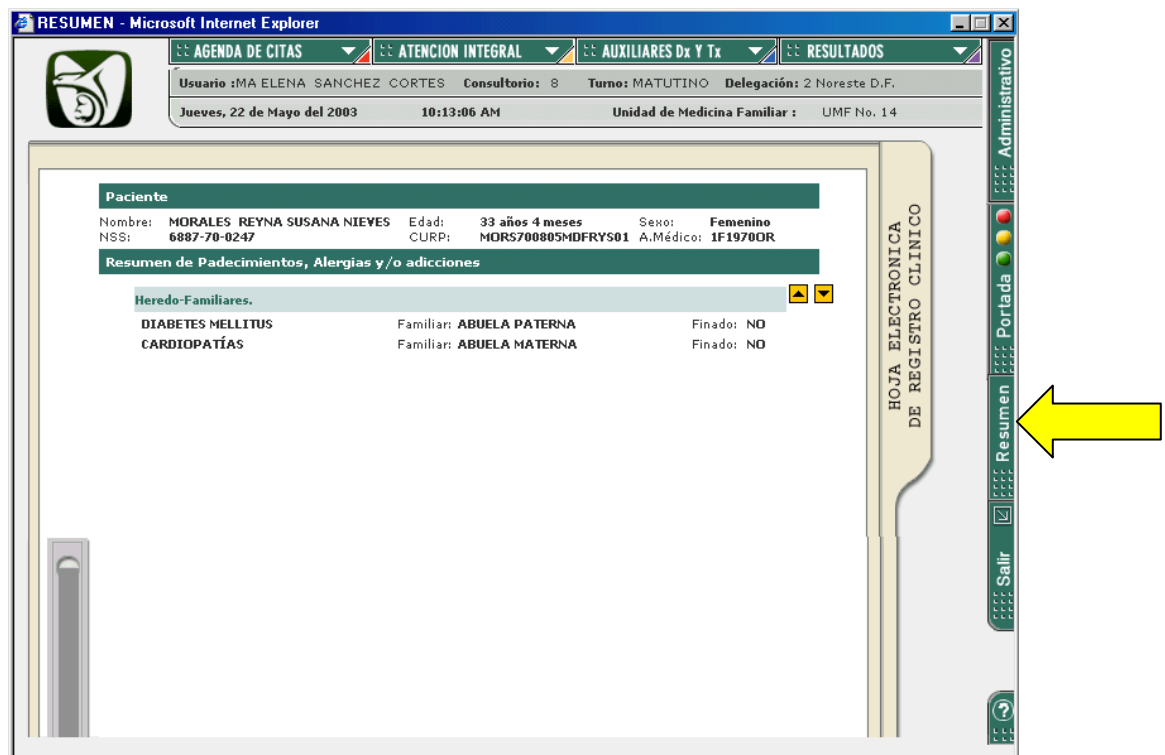 RESUMEN - Microsoft Internet Explorer
AGENDA DE CITAS ATENCION INTEGRAL AUXILIARES Dx Y Tx RESULTADOS
Usuario :MA ELENA SANCHEZ CORTES Consultorio: 8 Turno: MATUTINO Delegación: 2 Noreste D.F.
Jueves, 22 de Mayo del 2003 10:13:06 AM Unidad de Medicina Familiar : UMF No. 14
Paciente
Nombre: MORALES REYNA SUSANA NIEVES Edad: 33 años 4 meses Sexo: Femenino
NSS: 6887-70-0247 CURP: MORS700805MDFRYS01 A.Médico: 1F1970OR
Resumen de Padecimientos, Alergias y/o adicciones
Heredo-Familiares.
DIABETES MELLITUS Familiar: ABUELA PATERNA Finado: NO
CARDIOPATÍAS Familiar: ABUELA MATERNA Finado: NO
HOJA ELECTRONICA
DE REGISTRO CLINICO
Administrativo
Portada
Resumen
Salir
?